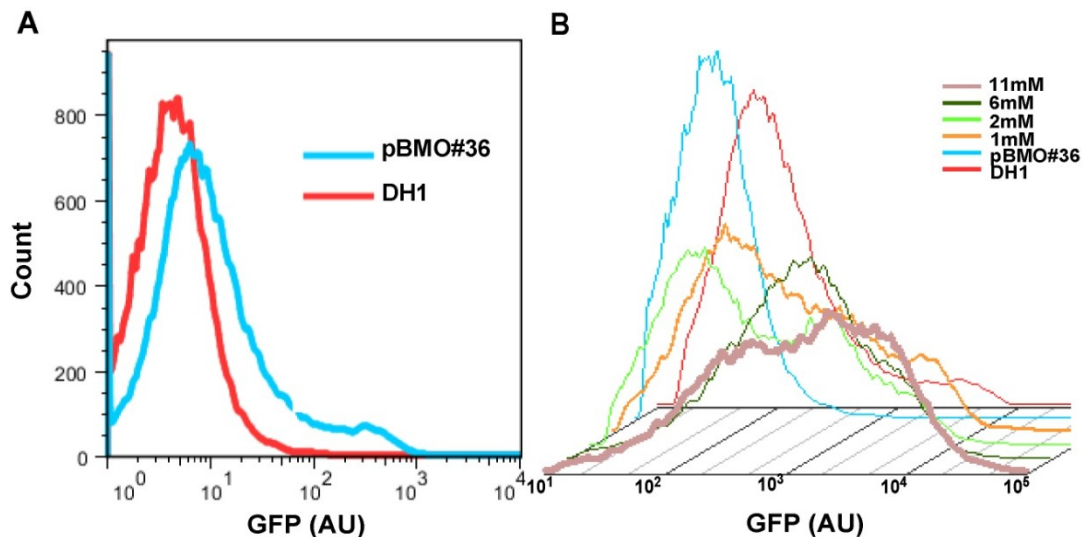 A
pBMO#36
DH1
Count
800
600
400
200
0
10^0 10^1 10^2 10^3 10^4
GFP (AU)
B
11mM
6mM
2mM
1mM
pBMO#36
DH1
10^1 10^2 10^3 10^4 10^5
GFP (AU)